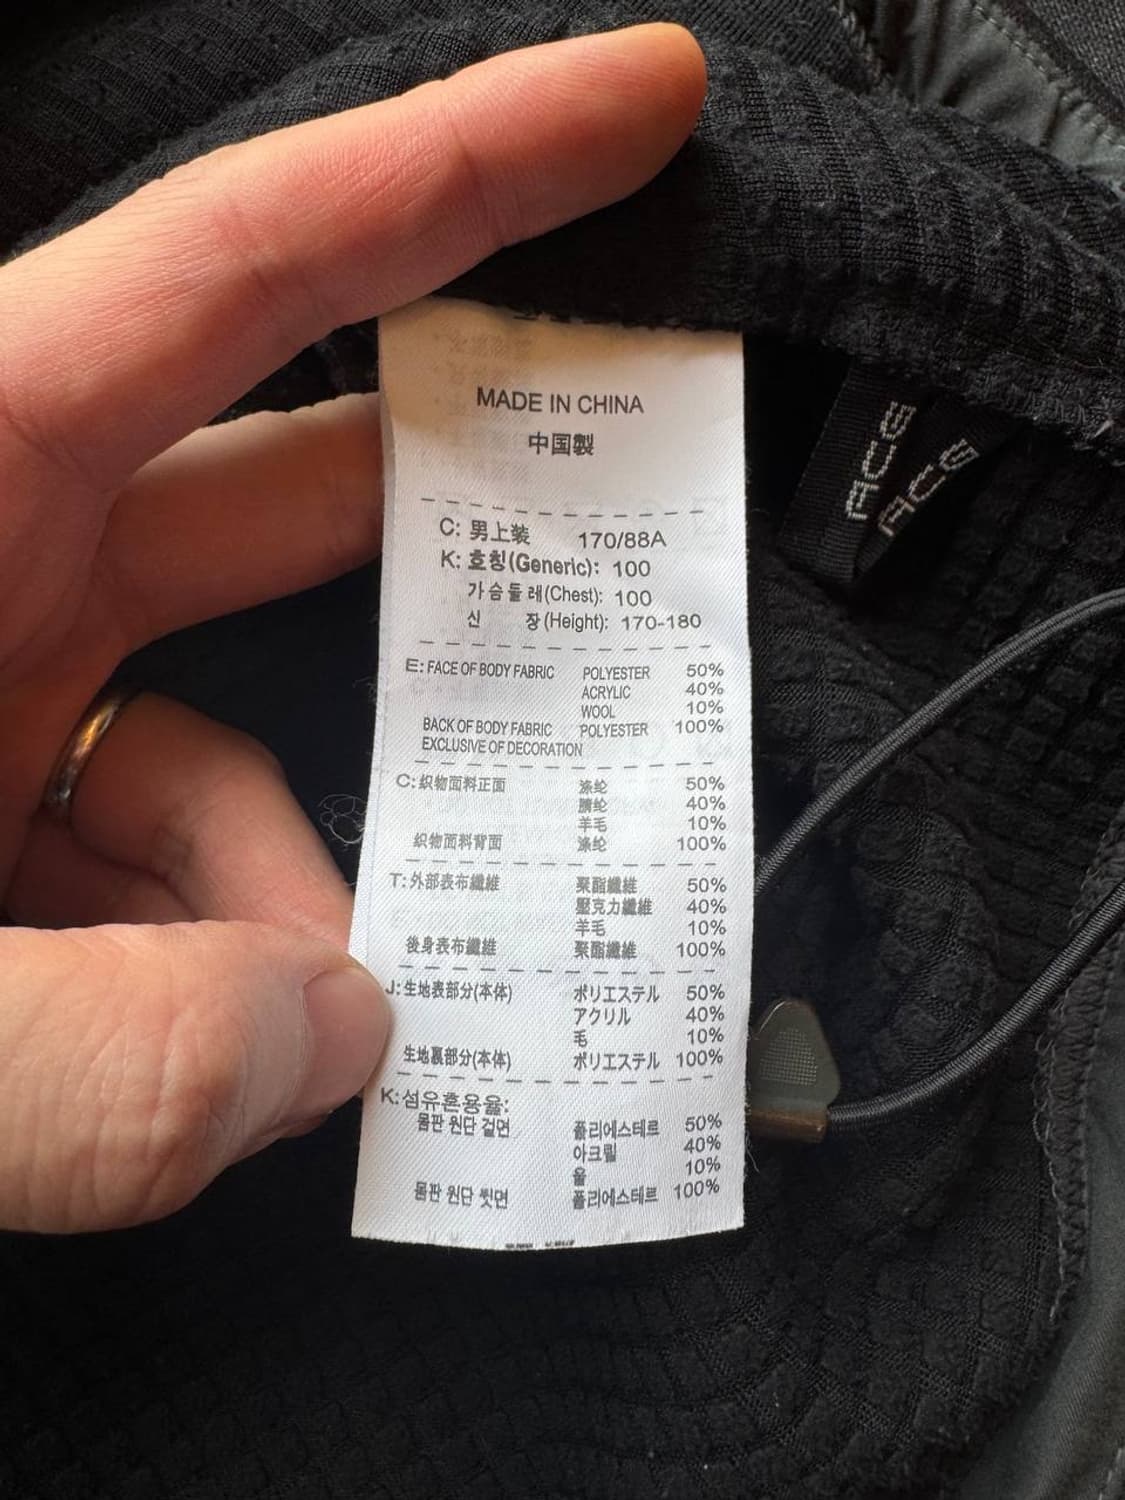 MADE IN CHINA
中国製
C: 男上装 170/88A
K: 호칭(Generic): 100
가슴둘레(Chest): 100
신 장(Height): 170-180
E: FACE OF BODY FABRIC POLYESTER 50%
ACRYLIC 40%
WOOL 10%
BACK OF BODY FABRIC POLYESTER 100%
EXCLUSIVE OF DECORATION
C: 织物面料正面 涤纶 50%
腈纶 40%
羊毛 10%
织物面料背面 涤纶 100%
T: 外部表布纖維 聚酯纖維 50%
壓克力纖維 40%
羊毛 10%
後身表布纖維 聚酯纖維 100%
J: 生地表部分(本体) ポリエステル 50%
アクリル 40%
毛 10%
生地裏部分(本体) ポリエステル 100%
K: 섬유혼용율:
몸판 원단 겉면 폴리에스테르 50%
아크릴 40%
울 10%
몸판 원단 뒷면 폴리에스테르 100%
ACG
ACG